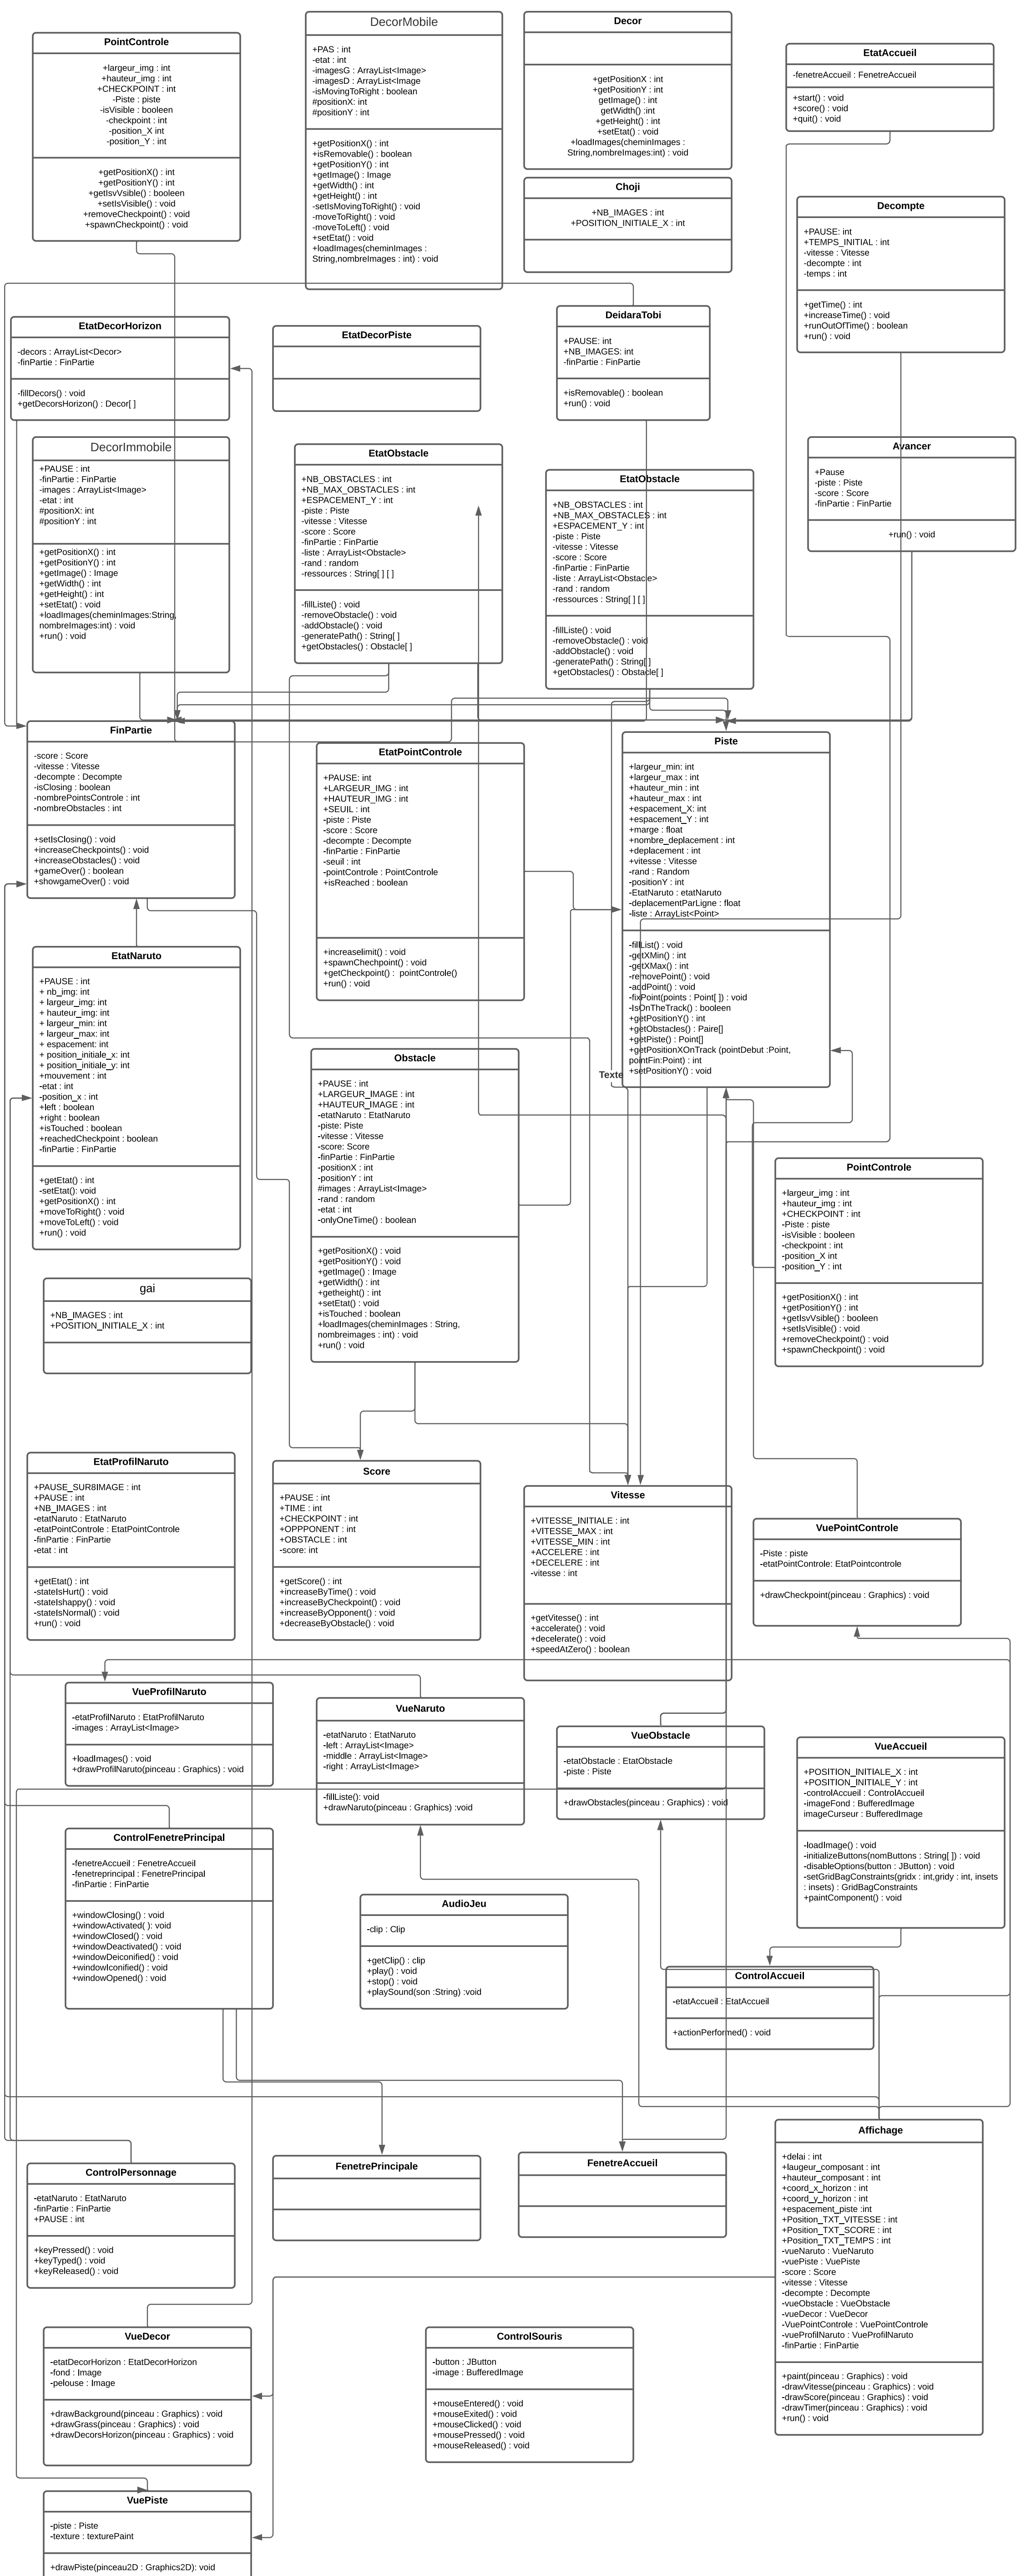 PointControle
+largeur_img : int
+hauteur_img : int
+CHECKPOINT : int
-Piste : piste
-isVisible : booleen
-checkpoint : int
-position_X int
-position_Y : int
+getPositionX() : int
+getPositionY() : int
+getIsvVsible() : booleen
+setIsVisible() : void
+removeCheckpoint() : void
+spawnCheckpoint() : void
DecorMobile
+PAS : int
-etat : int
-imagesG : ArrayList<Image>
-imagesD : ArrayList<Image
-isMovingToRight : boolean
#positionX: int
#positionY : int
+getPositionX() : int
+isRemovable() : boolean
+getPositionY() : int
+getImage() : Image
+getWidth() : int
+getHeight() : int
-setIsMovingToRight() : void
-moveToRight() : void
-moveToLeft() : void
+setEtat() : void
+loadImages(cheminImages :
String,nombreImages : int) : void
Decor
+getPositionX : int
+getPositionY : int
getImage() : int
getWidth() :int
+getHeight() : int
+setEtat() : void
+loadImages(cheminImages :
String,nombreImages:int) : void
Choji
+NB_IMAGES : int
+POSITION_INITIALE_X : int
EtatAccueil
-fenetreAccueil : FenetreAccueil
+start() : void
+score() : void
+quit() : void
Decompte
+PAUSE: int
+TEMPS_INITIAL : int
-vitesse : Vitesse
-decompte : int
-temps : int
+getTime() : int
+increaseTime() : void
+runOutOfTime() : boolean
+run() : void
EtatDecorHorizon
-decors : ArrayList<Decor>
-finPartie : FinPartie
-fillDecors() : void
+getDecorsHorizon() : Decor[ ]
EtatDecorPiste
DeidaraTobi
+PAUSE: int
+NB_IMAGES: int
-finPartie : FinPartie
+isRemovable() : boolean
+run() : void
DecorImmobile
+PAUSE : int
-finPartie : FinPartie
-images : ArrayList<Image>
-etat : int
#positionX: int
#positionY : int
+getPositionX() : int
+getPositionY() : int
+getImage() : Image
+getWidth() : int
+getHeight() : int
+setEtat() : void
+loadImages(cheminImages:String,
nombreImages:int) : void
+run() : void
EtatObstacle
+NB_OBSTACLES : int
+NB_MAX_OBSTACLES : int
+ESPACEMENT_Y : int
-piste : Piste
-vitesse : Vitesse
-score : Score
-finPartie : FinPartie
-liste : ArrayList<Obstacle>
-rand : random
-ressources : String[ ] [ ]
-fillListe() : void
-removeObstacle() : void
-addObstacle() : void
-generatePath() : String[ ]
+getObstacles() : Obstacle[ ]
EtatObstacle
+NB_OBSTACLES : int
+NB_MAX_OBSTACLES : int
+ESPACEMENT_Y : int
-piste : Piste
-vitesse : Vitesse
-score : Score
-finPartie : FinPartie
-liste : ArrayList<Obstacle>
-rand : random
-ressources : String[ ] [ ]
-fillListe() : void
-removeObstacle() : void
-addObstacle() : void
-generatePath() : String[ ]
+getObstacles() : Obstacle[ ]
Avancer
+Pause
-piste : Piste
-score : Score
-finPartie : FinPartie
+run() : void
FinPartie
-score : Score
-vitesse : Vitesse
-decompte : Decompte
-isClosing : boolean
-nombrePointsControle : int
-nombreObstacles : int
+setIsClosing() : void
+increaseCheckpoints() : void
+increaseObstacles() : void
+gameOver() : boolean
+showgameOver() : void
EtatPointControle
+PAUSE: int
+LARGEUR_IMG : int
+HAUTEUR_IMG : int
+SEUIL : int
-piste : Piste
-score : Score
-decompte : Decompte
-finPartie : FinPartie
-seuil : int
-pointControle : PointControle
+isReached : boolean
+increaselimit() : void
+spawnChechpoint() : void
+getCheckpoint() : pointControle()
+run() : void
Piste
+largeur_min: int
+largeur_max : int
+hauteur_min : int
+hauteur_max : int
+espacement_X: int
+espacement_Y : int
+marge : float
+nombre_deplacement : int
+deplacement : int
+vitesse : Vitesse
-rand : Random
-positionY : int
-EtatNaruto : etatNaruto
-deplacementParLigne : float
-liste : ArrayList<Point>
-fillList() : void
-getXMin() : int
-getXMax() : int
-removePoint() : void
-addPoint() : void
-fixPoint(points : Point[ ]) : void
-IsOnTheTrack() : boolean
+getPositionY() : int
+getObstacles() : Paire[]
+getPiste() : Point[]
+getPositionXOnTrack (pointDebut :Point,
pointFin:Point) : int
+setPositionY() : void
Texte
EtatNaruto
+PAUSE : int
+ nb_img: int
+ largeur_img: int
+ hauteur_img: int
+ largeur_min: int
+ largeur_max: int
+ espacement: int
+ position_initiale_x: int
+ position_initiale_y: int
+mouvement : int
-etat : int
-position_x : int
+left : boolean
+right : boolean
+isTouched : boolean
+reachedCheckpoint : boolean
-finPartie : FinPartie
+getEtat() : int
-setEtat(): void
+getPositionX() : int
+moveToRight() : void
+moveToLeft() : void
+run() : void
Obstacle
+PAUSE : int
+LARGEUR_IMAGE : int
+HAUTEUR_IMAGE : int
-etatNaruto : EtatNaruto
-piste: Piste
-vitesse : Vitesse
-score: Score
-finPartie : FinPartie
-positionX : int
-positionY : int
#images : ArrayList<Image>
-rand : random
-etat : int
-onlyOneTime() : boolean
+getPositionX() : void
+getPositionY() : void
+getImage() : Image
+getWidth() : int
+getheight() : int
+setEtat() : void
+isTouched : boolean
+loadImages(cheminImages : String,
nombreimages : int) : void
+run() : void
PointControle
+largeur_img : int
+hauteur_img : int
+CHECKPOINT : int
-Piste : piste
-isVisible : booleen
-checkpoint : int
-position_X int
-position_Y : int
+getPositionX() : int
+getPositionY() : int
+getIsvVsible() : booleen
+setIsVisible() : void
+removeCheckpoint() : void
+spawnCheckpoint() : void
gai
+NB_IMAGES : int
+POSITION_INITIALE_X : int
EtatProfilNaruto
+PAUSE_SUR8IMAGE : int
+PAUSE : int
+NB_IMAGES : int
-etatNaruto : EtatNaruto
-etatPointControle : EtatPointControle
-finPartie : FinPartie
-etat : int
+getEtat() : int
-stateIsHurt() : void
-stateIshappy() : void
-stateIsNormal() : void
+run() : void
Score
+PAUSE : int
+TIME : int
+CHECKPOINT : int
+OPPPONENT : int
+OBSTACLE : int
-score: int
+getScore() : int
+increaseByTime() : void
+increaseByCheckpoint() : void
+increaseByOpponent() : void
+decreaseByObstacle() : void
Vitesse
+VITESSE_INITIALE : int
+VITESSE_MAX : int
+VITESSE_MIN : int
+ACCELERE : int
+DECELERE : int
-vitesse : int
+getVitesse() : int
+accelerate() : void
+decelerate() : void
+speedAtZero() : boolean
VuePointControle
-Piste : piste
-etatPointControle: EtatPointcontrole
+drawCheckpoint(pinceau : Graphics) : void
VueProfilNaruto
-etatProfilNaruto : EtatProfilNaruto
-images : ArrayList<Image>
+loadImages() : void
+drawProfilNaruto(pinceau : Graphics) : void
VueNaruto
-etatNaruto : EtatNaruto
-left : ArrayList<Image>
-middle : ArrayList<Image>
-right : ArrayList<Image>
-fillListe(): void
+drawNaruto(pinceau : Graphics) :void
VueObstacle
-etatObstacle : EtatObstacle
-piste : Piste
+drawObstacles(pinceau : Graphics) : void
VueAccueil
+POSITION_INITIALE_X : int
+POSITION_INITIALE_Y : int
-controlAccueil : ControlAccueil
-imageFond : BufferedImage
imageCurseur : BufferedImage
-loadImage() : void
-initializeButtons(nomButtons : String[ ]) : void
-disableOptions(button : JButton) : void
-setGridBagConstraints(gridx : int,gridy : int, insets
: insets) : GridBagConstraints
+paintComponent() : void
ControlFenetrePrincipal
-fenetreAccueil : FenetreAccueil
-fenetreprincipal : FenetrePrincipal
-finPartie : FinPartie
+windowClosing() : void
+windowActivated( ): void
+windowClosed() : void
+windowDeactivated() : void
+windowDeiconified() : void
+windowIconified() : void
+windowOpened() : void
AudioJeu
-clip : Clip
+getClip() : clip
+play() : void
+stop() : void
+playSound(son :String) :void
ControlAccueil
-etatAccueil : EtatAccueil
+actionPerformed() : void
ControlPersonnage
-etatNaruto : EtatNaruto
-finPartie : FinPartie
+PAUSE : int
+keyPressed() : void
+keyTyped() : void
+keyReleased() : void
FenetrePrincipale
FenetreAccueil
Affichage
+delai : int
+laugeur_composant : int
+hauteur_composant : int
+coord_x_horizon : int
+coord_y_horizon : int
+espacement_piste :int
+Position_TXT_VITESSE : int
+Position_TXT_SCORE : int
+Position_TXT_TEMPS : int
-vueNaruto : VueNaruto
-vuePiste : VuePiste
-score : Score
-vitesse : Vitesse
-decompte : Decompte
-vueObstacle : VueObstacle
-vueDecor : VueDecor
-VuePointControle : VuePointControle
-vueProfilNaruto : VueProfilNaruto
-finPartie : FinPartie
+paint(pinceau : Graphics) : void
-drawVitesse(pinceau : Graphics) : void
-drawScore(pinceau : Graphics) : void
-drawTimer(pinceau : Graphics) : void
+run() : void
VueDecor
-etatDecorHorizon : EtatDecorHorizon
-fond : Image
-pelouse : Image
+drawBackground(pinceau : Graphics) : void
+drawGrass(pinceau : Graphics) : void
+drawDecorsHorizon(pinceau : Graphics) : void
ControlSouris
-button : JButton
-image : BufferedImage
+mouseEntered() : void
+mouseExited() : void
+mouseClicked() : void
+mousePressed() : void
+mouseReleased() : void
VuePiste
-piste : Piste
-texture : texturePaint
+drawPiste(pinceau2D : Graphics2D): void